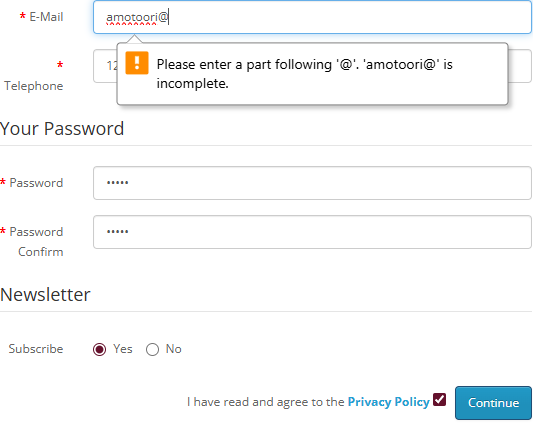 * E-Mail
amotoori@
Please enter a part following '@'. 'amotoori@' is
incomplete.
*
Telephone
12
Your Password
* Password
•••••
* Password
Confirm
•••••
Newsletter
Subscribe
Yes
No
I have read and agree to the Privacy Policy
Continue